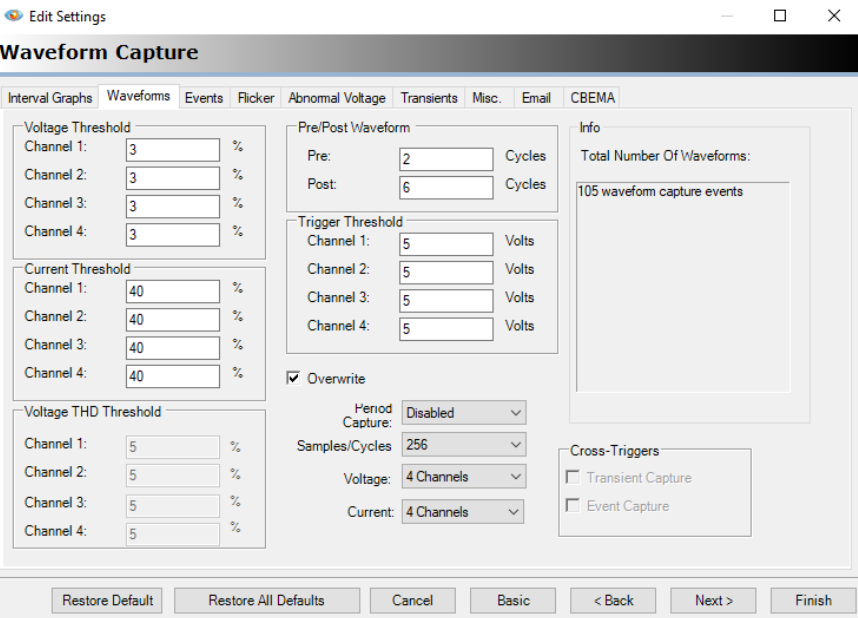 Edit Settings
Waveform Capture
Interval Graphs Waveforms Events Flicker Abnormal Voltage Transients Misc. Email CBEMA
Voltage Threshold
Channel 1: 3 %
Channel 2: 3 %
Channel 3: 3 %
Channel 4: 3 %
Current Threshold
Channel 1: 40 %
Channel 2: 40 %
Channel 3: 40 %
Channel 4: 40 %
Voltage THD Threshold
Channel 1: 5 %
Channel 2: 5 %
Channel 3: 5 %
Channel 4: 5 %
Pre/Post Waveform
Pre: 2 Cycles
Post: 6 Cycles
Trigger Threshold
Channel 1: 5 Volts
Channel 2: 5 Volts
Channel 3: 5 Volts
Channel 4: 5 Volts
Overwrite
Period Capture: Disabled
Samples/Cycles 256
Voltage: 4 Channels
Current: 4 Channels
Info
Total Number Of Waveforms:
105 waveform capture events
Cross-Triggers
Transient Capture
Event Capture
Restore Default Restore All Defaults Cancel Basic < Back Next > Finish